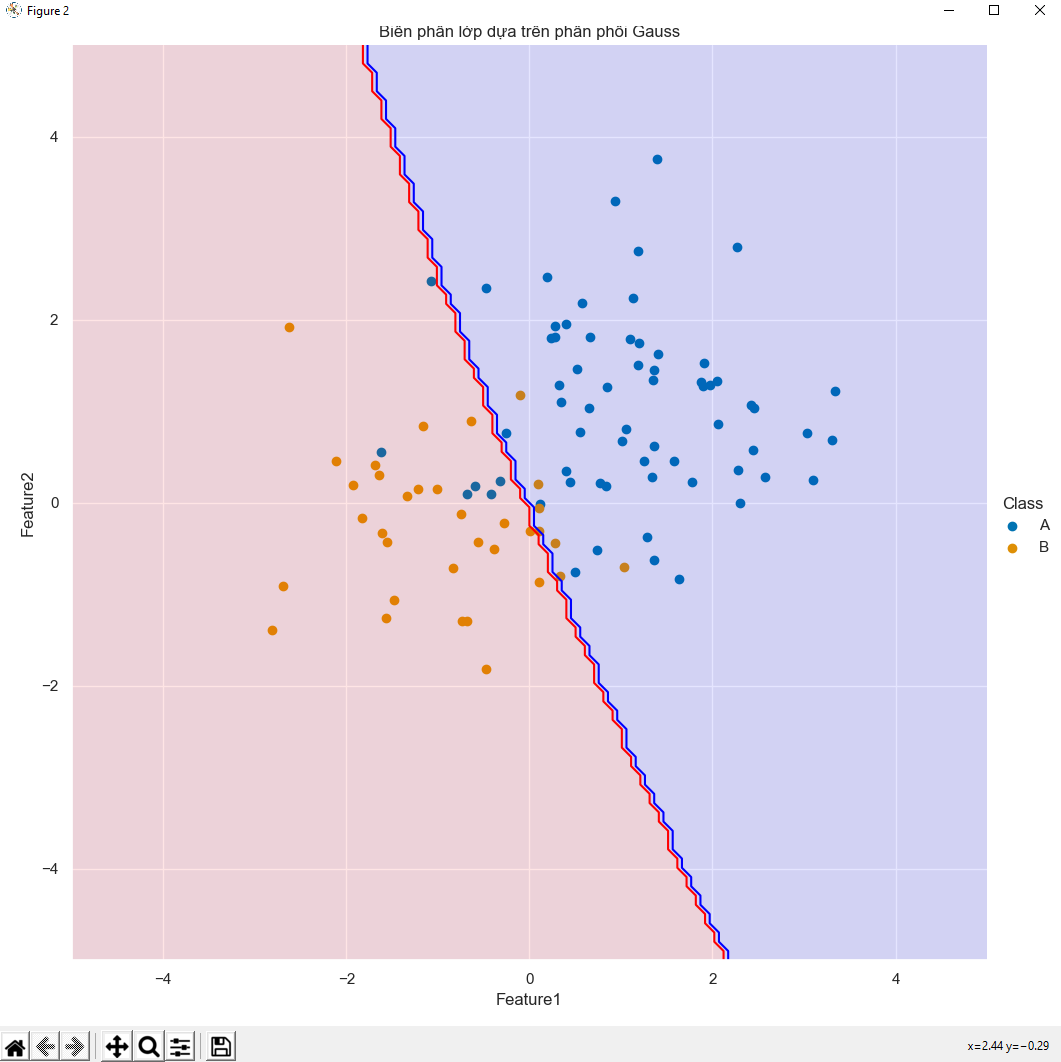 Figure 2
Biên phân lớp dựa trên phân phối Gauss
4
2
0
−2
−4
Feature2
−4
−2
0
2
4
Feature1
Class
A
B
x=2.44 y=−0.29